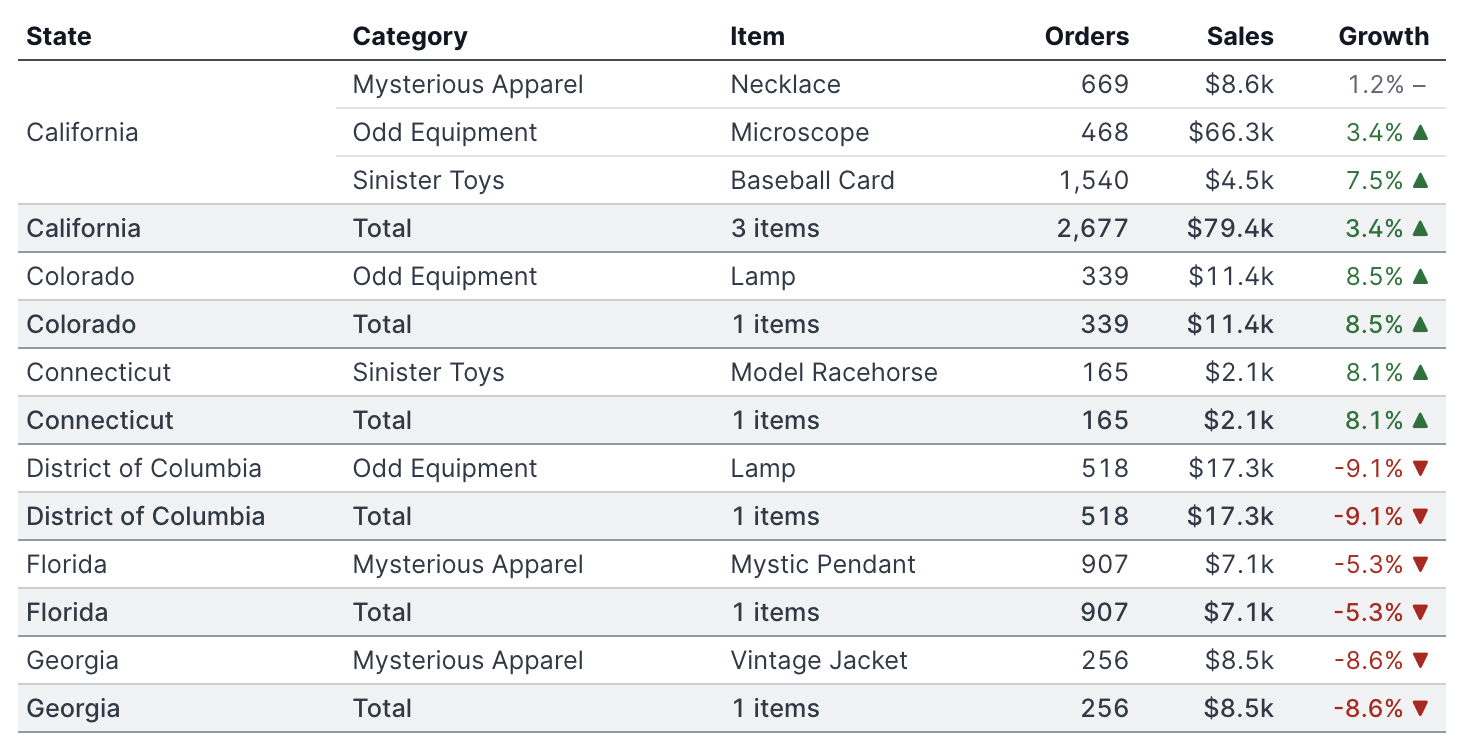 State Category Item Orders Sales Growth
Mysterious Apparel Necklace 669 $8.6k 1.2% –
California Odd Equipment Microscope 468 $66.3k 3.4% ▲
Sinister Toys Baseball Card 1,540 $4.5k 7.5% ▲
California Total 3 items 2,677 $79.4k 3.4% ▲
Colorado Odd Equipment Lamp 339 $11.4k 8.5% ▲
Colorado Total 1 items 339 $11.4k 8.5% ▲
Connecticut Sinister Toys Model Racehorse 165 $2.1k 8.1% ▲
Connecticut Total 1 items 165 $2.1k 8.1% ▲
District of Columbia Odd Equipment Lamp 518 $17.3k -9.1% ▼
District of Columbia Total 1 items 518 $17.3k -9.1% ▼
Florida Mysterious Apparel Mystic Pendant 907 $7.1k -5.3% ▼
Florida Total 1 items 907 $7.1k -5.3% ▼
Georgia Mysterious Apparel Vintage Jacket 256 $8.5k -8.6% ▼
Georgia Total 1 items 256 $8.5k -8.6% ▼